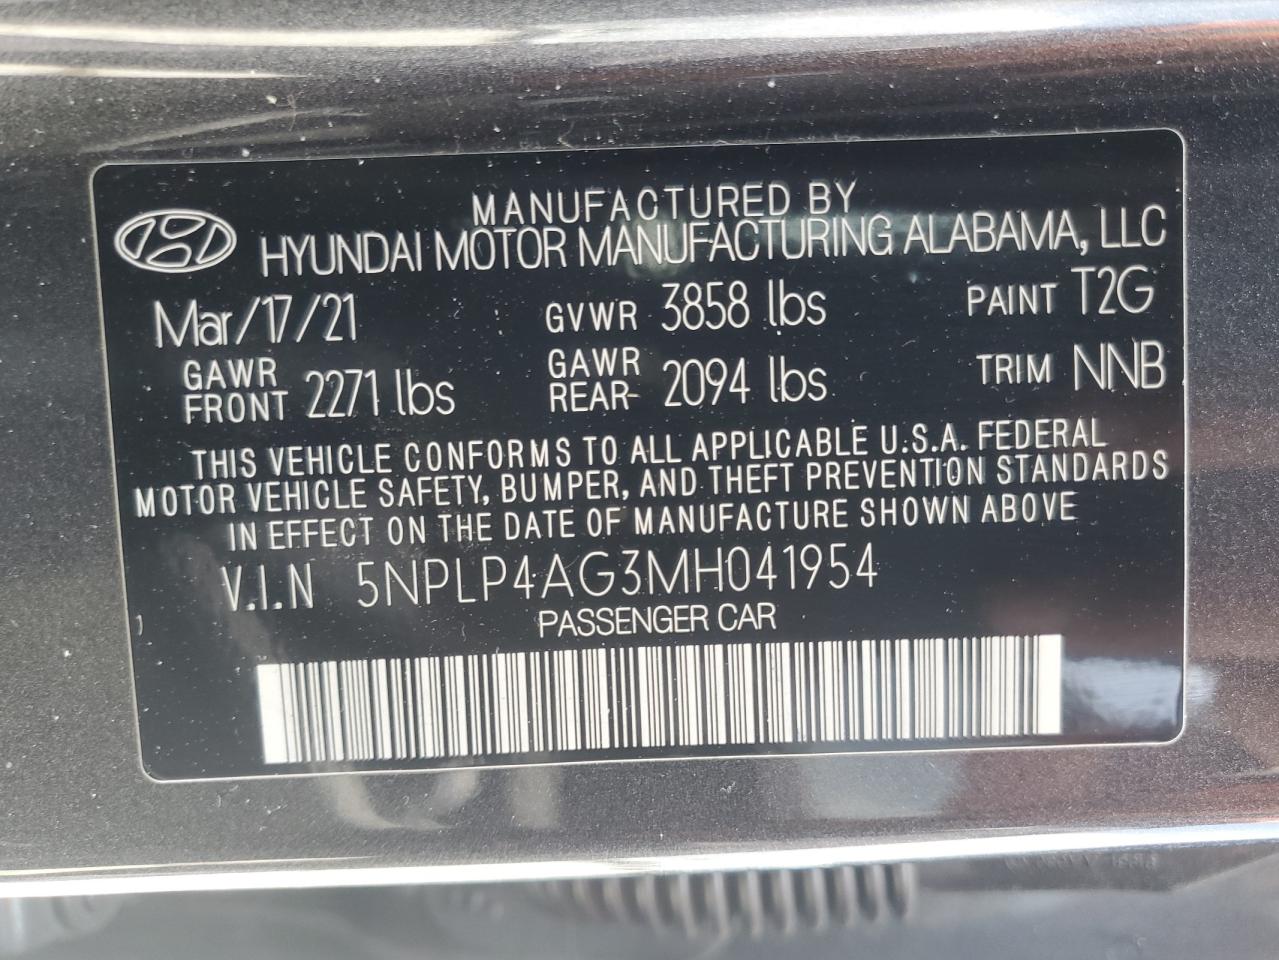 MANUFACTURED BY
HYUNDAI MOTOR MANUFACTURING ALABAMA, LLC
Mar/17/21 GVWR 3858 lbs PAINT T2G
GAWR FRONT 2271 lbs GAWR REAR 2094 lbs TRIM NNB
THIS VEHICLE CONFORMS TO ALL APPLICABLE U.S.A. FEDERAL
MOTOR VEHICLE SAFETY, BUMPER, AND THEFT PREVENTION STANDARDS
IN EFFECT ON THE DATE OF MANUFACTURE SHOWN ABOVE
V.I.N 5NPLP4AG3MH041954
PASSENGER CAR